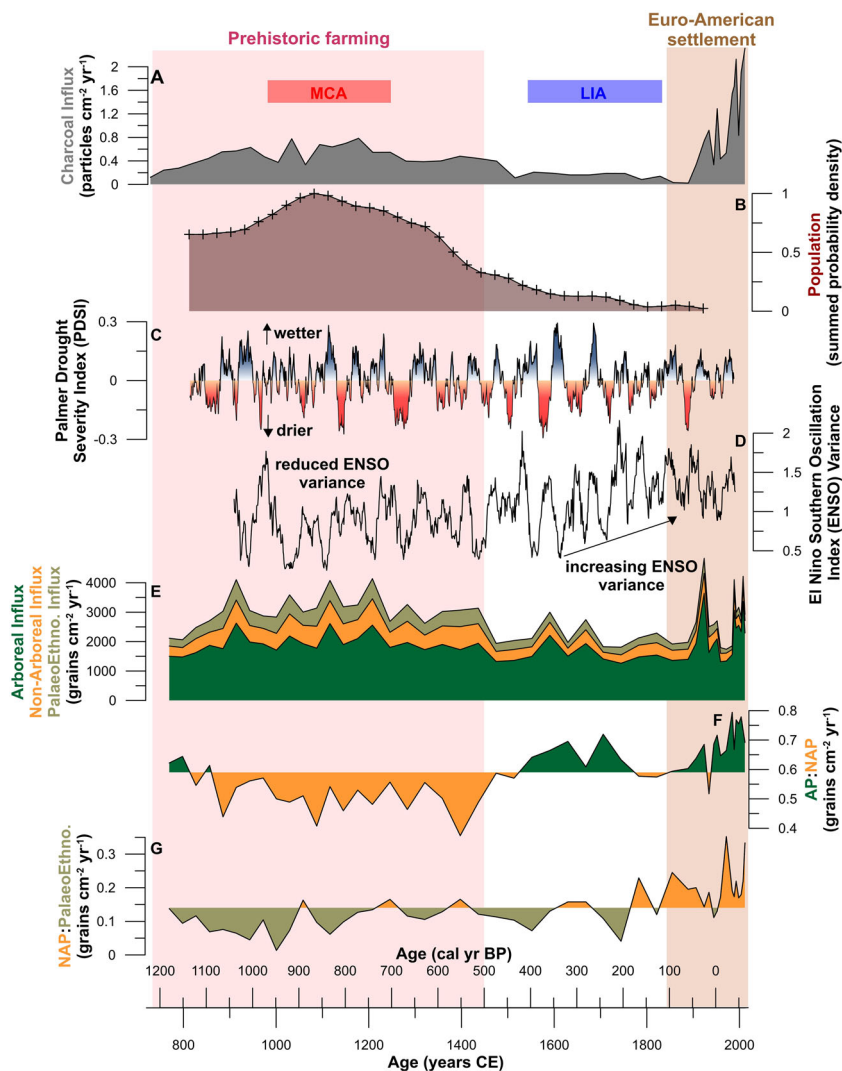 Prehistoric farming
Euro-American
settlement
A
MCA
LIA
Charcoal Influx
(particles cm⁻² yr⁻¹)
2
1.6
1.2
0.8
0.4
0
B
1
0.5
0
Population
(summed probability density)
C
wetter
drier
Palmer Drought
Severity Index (PDSI)
0.3
0
-0.3
D
reduced ENSO
variance
increasing ENSO
variance
2
1.5
1
0.5
El Nino Southern Oscillation
Index (ENSO) Variance
E
Arboreal Influx
Non-Arboreal Influx
PalaeoEthno. Influx
(grains cm⁻² yr⁻¹)
4000
3000
2000
1000
0
F
0.8
0.7
0.6
0.5
0.4
AP:NAP
(grains cm⁻² yr⁻¹)
G
NAP:PalaeoEthno.
(grains cm⁻² yr⁻¹)
0.3
0.2
0.1
0
Age (cal yr BP)
1200 1100 1000 900 800 700 600 500 400 300 200 100 0
800 1000 1200 1400 1600 1800 2000
Age (years CE)